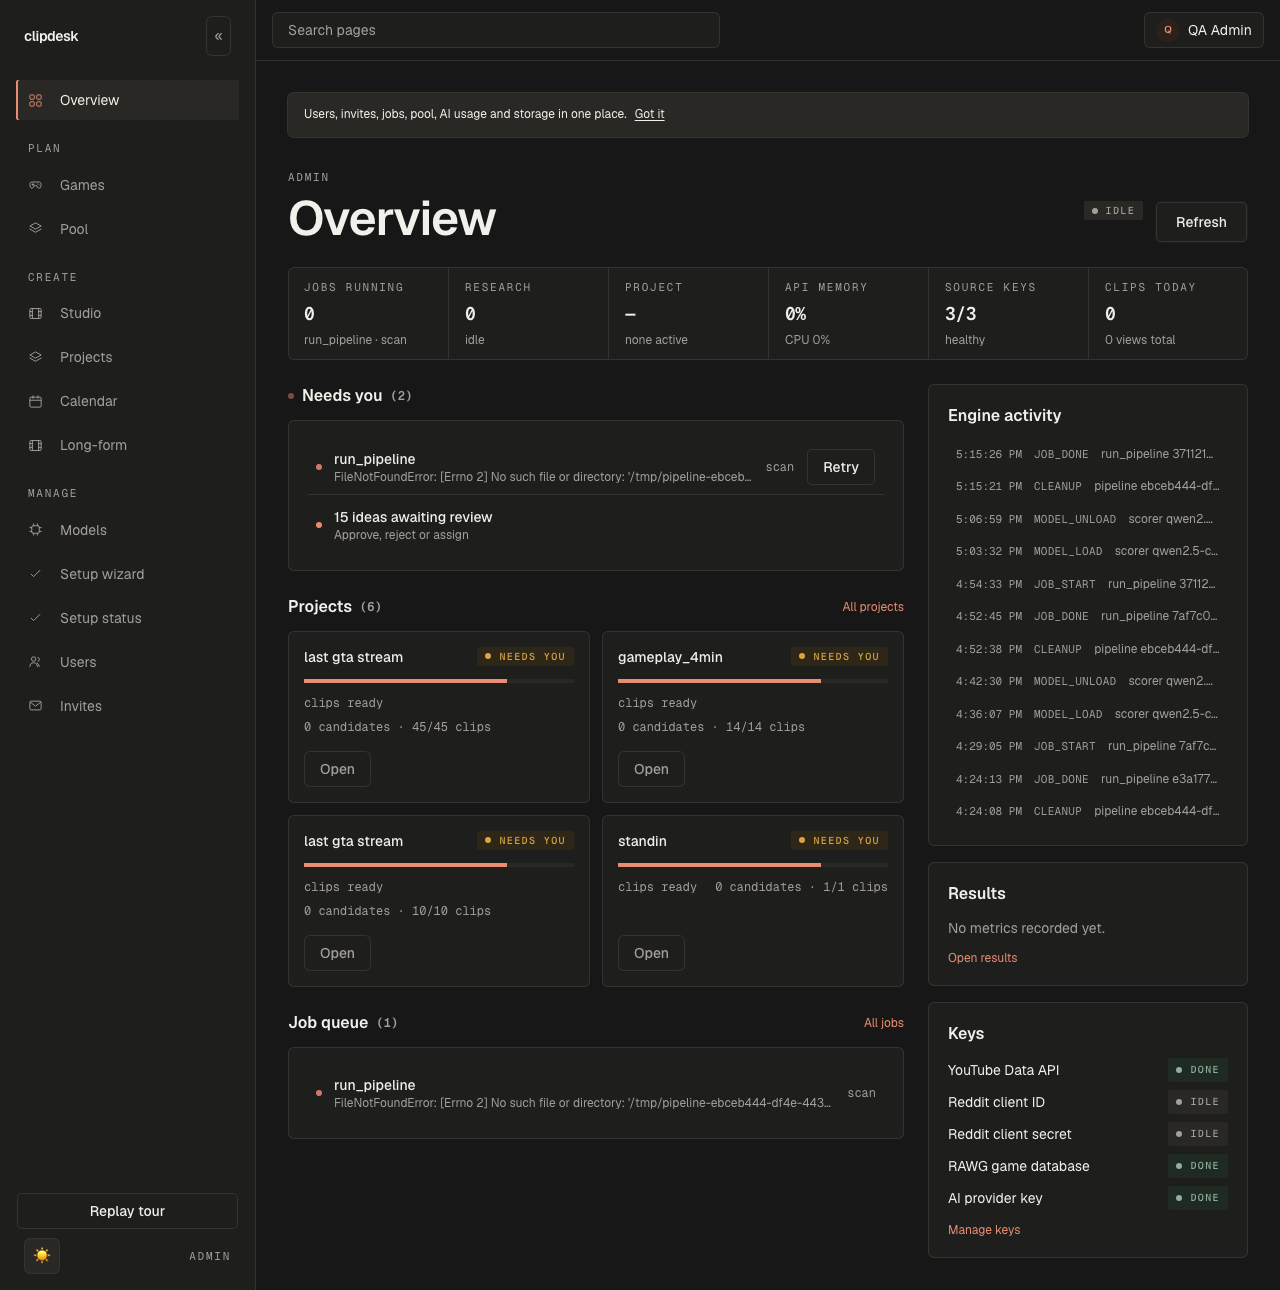 clipdesk
«
Search pages
Q
QA Admin
Overview
PLAN
Games
Pool
CREATE
Studio
Projects
Calendar
Long-form
MANAGE
Models
Setup wizard
Setup status
Users
Invites
Replay tour
ADMIN
Users, invites, jobs, pool, AI usage and storage in one place. Got it
ADMIN
Overview
IDLE
Refresh
JOBS RUNNING
0
run_pipeline · scan
RESEARCH
0
idle
PROJECT
—
none active
API MEMORY
0%
CPU 0%
SOURCE KEYS
3/3
healthy
CLIPS TODAY
0
0 views total
Needs you (2)
run_pipeline
FileNotFoundError: [Errno 2] No such file or directory: '/tmp/pipeline-ebceb…
scan
Retry
15 ideas awaiting review
Approve, reject or assign
Projects (6)
All projects
last gta stream
NEEDS YOU
clips ready
0 candidates · 45/45 clips
Open
gameplay_4min
NEEDS YOU
clips ready
0 candidates · 14/14 clips
Open
last gta stream
NEEDS YOU
clips ready
0 candidates · 10/10 clips
Open
standin
NEEDS YOU
clips ready 0 candidates · 1/1 clips
Open
Job queue (1)
All jobs
run_pipeline
FileNotFoundError: [Errno 2] No such file or directory: '/tmp/pipeline-ebceb444-df4e-443…
scan
Engine activity
5:15:26 PM JOB_DONE run_pipeline 371121…
5:15:21 PM CLEANUP pipeline ebceb444-df…
5:06:59 PM MODEL_UNLOAD scorer qwen2.…
5:03:32 PM MODEL_LOAD scorer qwen2.5-c…
4:54:33 PM JOB_START run_pipeline 37112…
4:52:45 PM JOB_DONE run_pipeline 7af7c0…
4:52:38 PM CLEANUP pipeline ebceb444-df…
4:42:30 PM MODEL_UNLOAD scorer qwen2.…
4:36:07 PM MODEL_LOAD scorer qwen2.5-c…
4:29:05 PM JOB_START run_pipeline 7af7c…
4:24:13 PM JOB_DONE run_pipeline e3a177…
4:24:08 PM CLEANUP pipeline ebceb444-df…
Results
No metrics recorded yet.
Open results
Keys
YouTube Data API DONE
Reddit client ID IDLE
Reddit client secret IDLE
RAWG game database DONE
AI provider key DONE
Manage keys